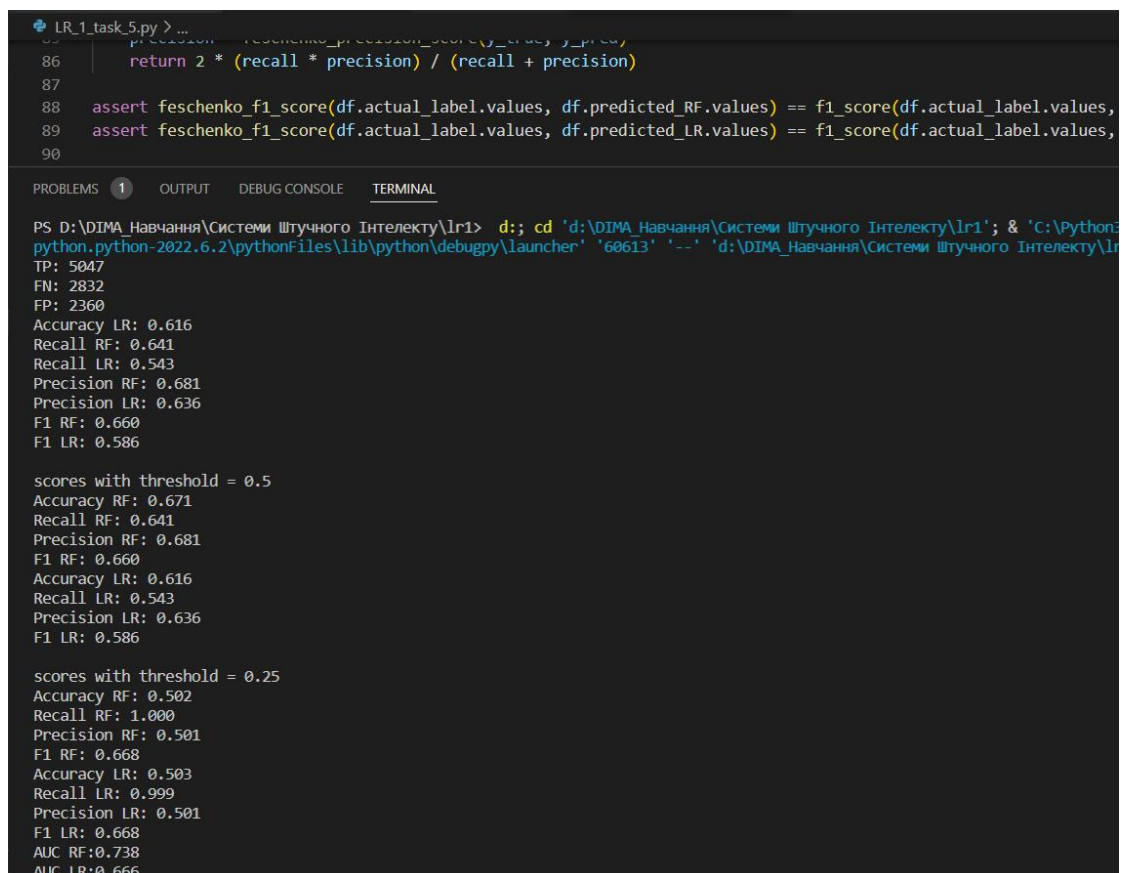 LR_1_task_5.py > ...
85 precision = feschenko_precision_score(y_true, y_pred)
86 return 2 * (recall * precision) / (recall + precision)
87
88 assert feschenko_f1_score(df.actual_label.values, df.predicted_RF.values) == f1_score(df.actual_label.values,
89 assert feschenko_f1_score(df.actual_label.values, df.predicted_LR.values) == f1_score(df.actual_label.values,
90
PROBLEMS 1 OUTPUT DEBUG CONSOLE TERMINAL
PS D:\DIMA_Навчання\Системи Штучного Інтелекту\lr1> d:; cd 'd:\DIMA_Навчання\Системи Штучного Інтелекту\lr1'; & 'C:\Python3
python.python-2022.6.2\pythonFiles\lib\python\debugpy\launcher' '60613' '--' 'd:\DIMA_Навчання\Системи Штучного Інтелекту\lr
TP: 5047
FN: 2832
FP: 2360
Accuracy LR: 0.616
Recall RF: 0.641
Recall LR: 0.543
Precision RF: 0.681
Precision LR: 0.636
F1 RF: 0.660
F1 LR: 0.586
scores with threshold = 0.5
Accuracy RF: 0.671
Recall RF: 0.641
Precision RF: 0.681
F1 RF: 0.660
Accuracy LR: 0.616
Recall LR: 0.543
Precision LR: 0.636
F1 LR: 0.586
scores with threshold = 0.25
Accuracy RF: 0.502
Recall RF: 1.000
Precision RF: 0.501
F1 RF: 0.668
Accuracy LR: 0.503
Recall LR: 0.999
Precision LR: 0.501
F1 LR: 0.668
AUC RF:0.738
AUC LR:0.666